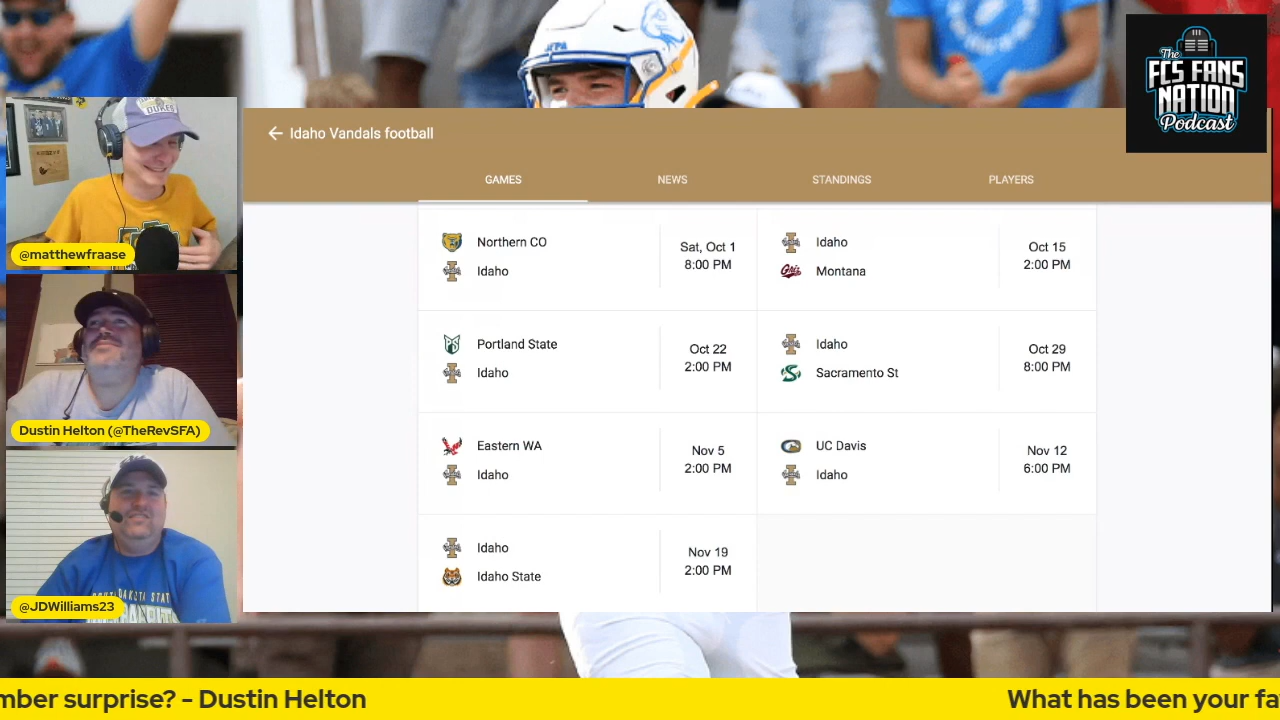 The
FCS FANS
NATION
Podcast
Idaho Vandals football
GAMES
NEWS
STANDINGS
PLAYERS
Northern CO
Idaho
Sat, Oct 1
8:00 PM
Idaho
Montana
Oct 15
2:00 PM
Portland State
Idaho
Oct 22
2:00 PM
Idaho
Sacramento St
Oct 29
8:00 PM
Eastern WA
Idaho
Nov 5
2:00 PM
UC Davis
Idaho
Nov 12
6:00 PM
Idaho
Idaho State
Nov 19
2:00 PM
DUKES
@matthewfraase
Dustin Helton (@TheRevSFA)
@JDWilliams23
mber surprise? - Dustin Helton
What has been your fa